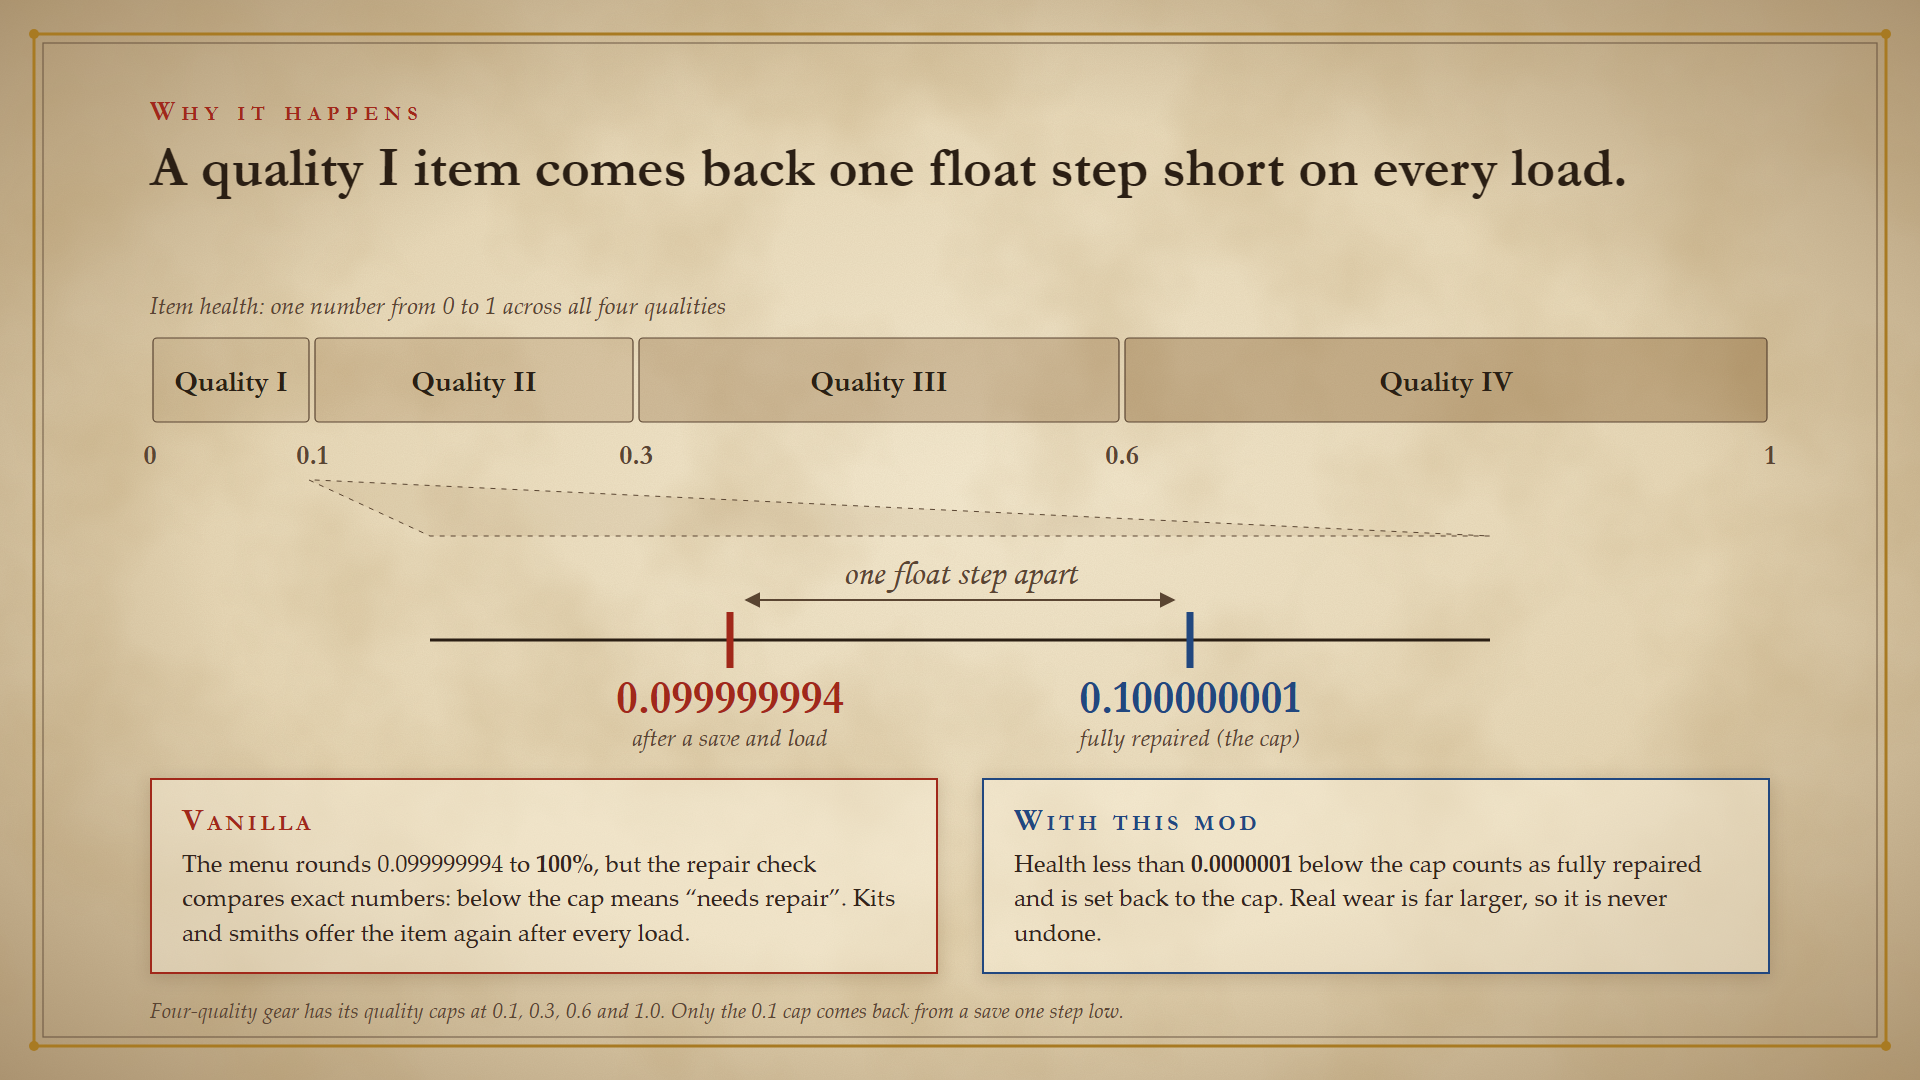 Why it happens
A quality I item comes back one float step short on every load.
Item health: one number from 0 to 1 across all four qualities
Quality I Quality II Quality III Quality IV
0 0.1 0.3 0.6 1
one float step apart
0.099999994 0.100000001
after a save and load fully repaired (the cap)
Vanilla
The menu rounds 0.099999994 to 100%, but the repair check
compares exact numbers: below the cap means “needs repair”. Kits
and smiths offer the item again after every load.
With this mod
Health less than 0.0000001 below the cap counts as fully repaired
and is set back to the cap. Real wear is far larger, so it is never
undone.
Four-quality gear has its quality caps at 0.1, 0.3, 0.6 and 1.0. Only the 0.1 cap comes back from a save one step low.